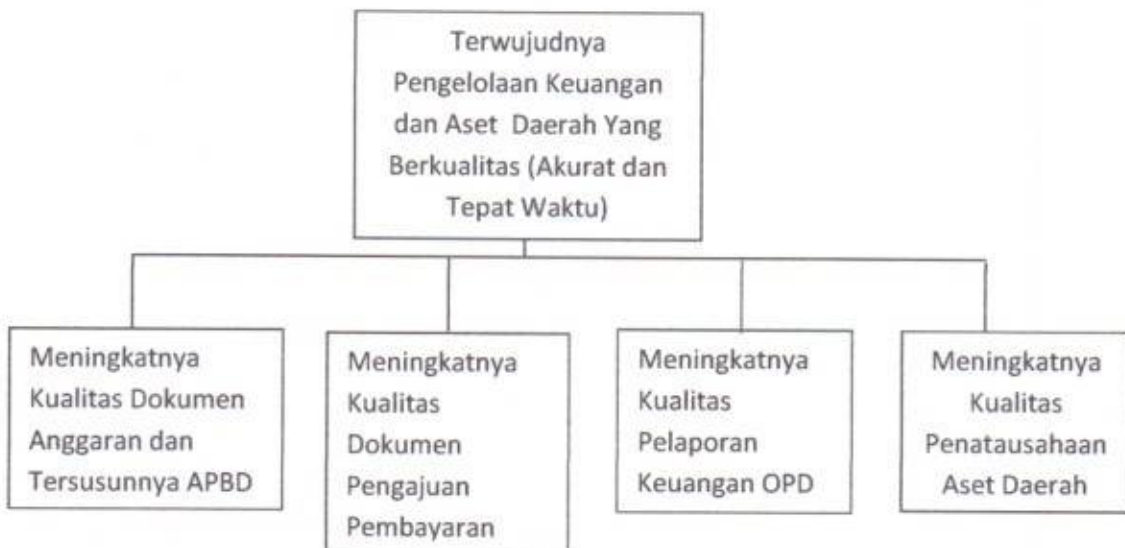 Terwujudnya
Pengelolaan Keuangan
dan Aset Daerah Yang
Berkualitas (Akurat dan
Tepat Waktu)
Meningkatnya
Kualitas Dokumen
Anggaran dan
Tersusunnya APBD
Meningkatnya
Kualitas
Dokumen
Pengajuan
Pembayaran
Meningkatnya
Kualitas
Pelaporan
Keuangan OPD
Meningkatnya
Kualitas
Penatausahaan
Aset Daerah